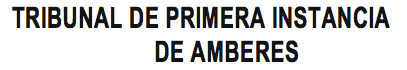 TRIBUNAL DE PRIMERA INSTANCIA
DE AMBERES